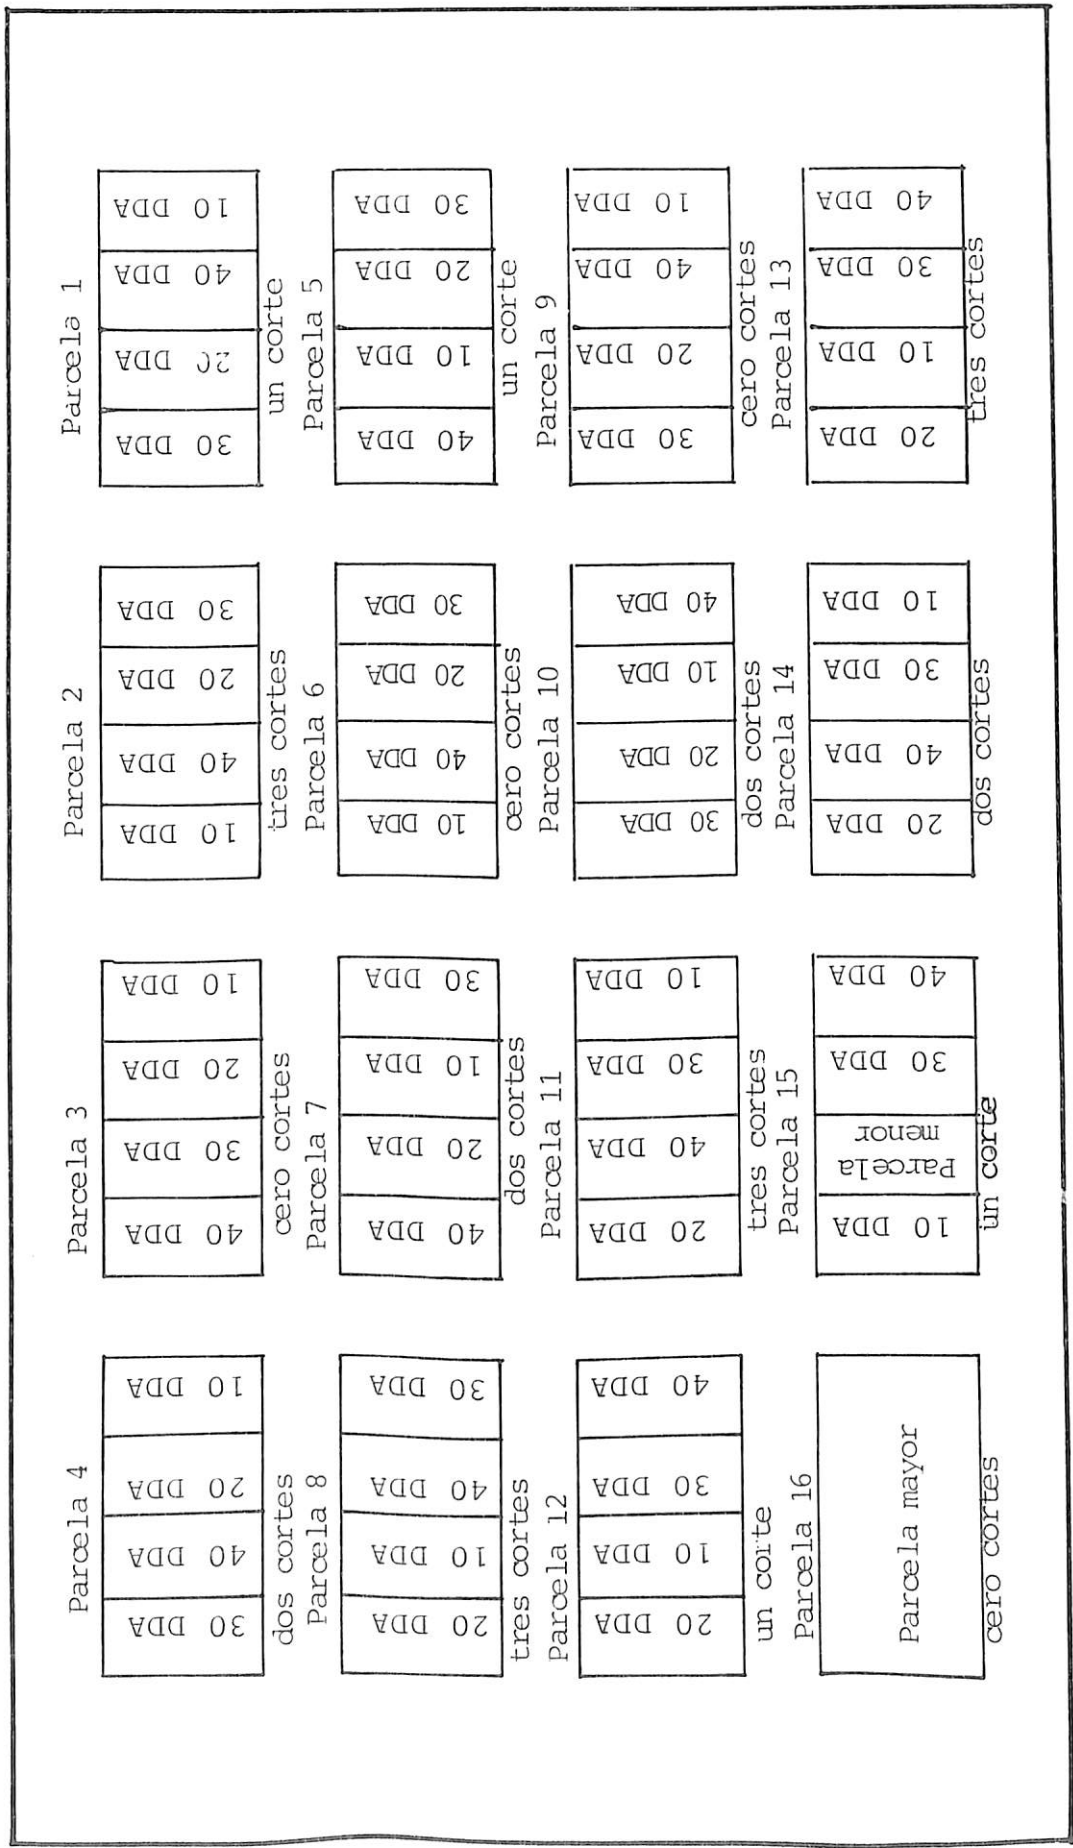 Parcela 4
30 DDA
40 DDA
20 DDA
10 DDA
dos cortes
Parcela 3
40 DDA
30 DDA
20 DDA
10 DDA
cero cortes
Parcela 2
10 DDA
40 DDA
20 DDA
30 DDA
tres cortes
Parcela 1
30 DDA
20 DDA
40 DDA
10 DDA
un corte
Parcela 8
20 DDA
10 DDA
40 DDA
30 DDA
tres cortes
Parcela 7
40 DDA
20 DDA
10 DDA
30 DDA
dos cortes
Parcela 6
10 DDA
40 DDA
20 DDA
30 DDA
cero cortes
Parcela 5
40 DDA
10 DDA
20 DDA
30 DDA
un corte
Parcela 12
20 DDA
10 DDA
30 DDA
40 DDA
un corte
Parcela 11
20 DDA
40 DDA
30 DDA
10 DDA
tres cortes
Parcela 10
30 DDA
20 DDA
10 DDA
40 DDA
dos cortes
Parcela 9
30 DDA
20 DDA
40 DDA
10 DDA
cero cortes
Parcela 16
Parcela mayor
cero cortes
Parcela 15
10 DDA
Parcela
menor
30 DDA
40 DDA
un corte
Parcela 14
20 DDA
40 DDA
30 DDA
10 DDA
dos cortes
Parcela 13
20 DDA
10 DDA
30 DDA
40 DDA
tres cortes